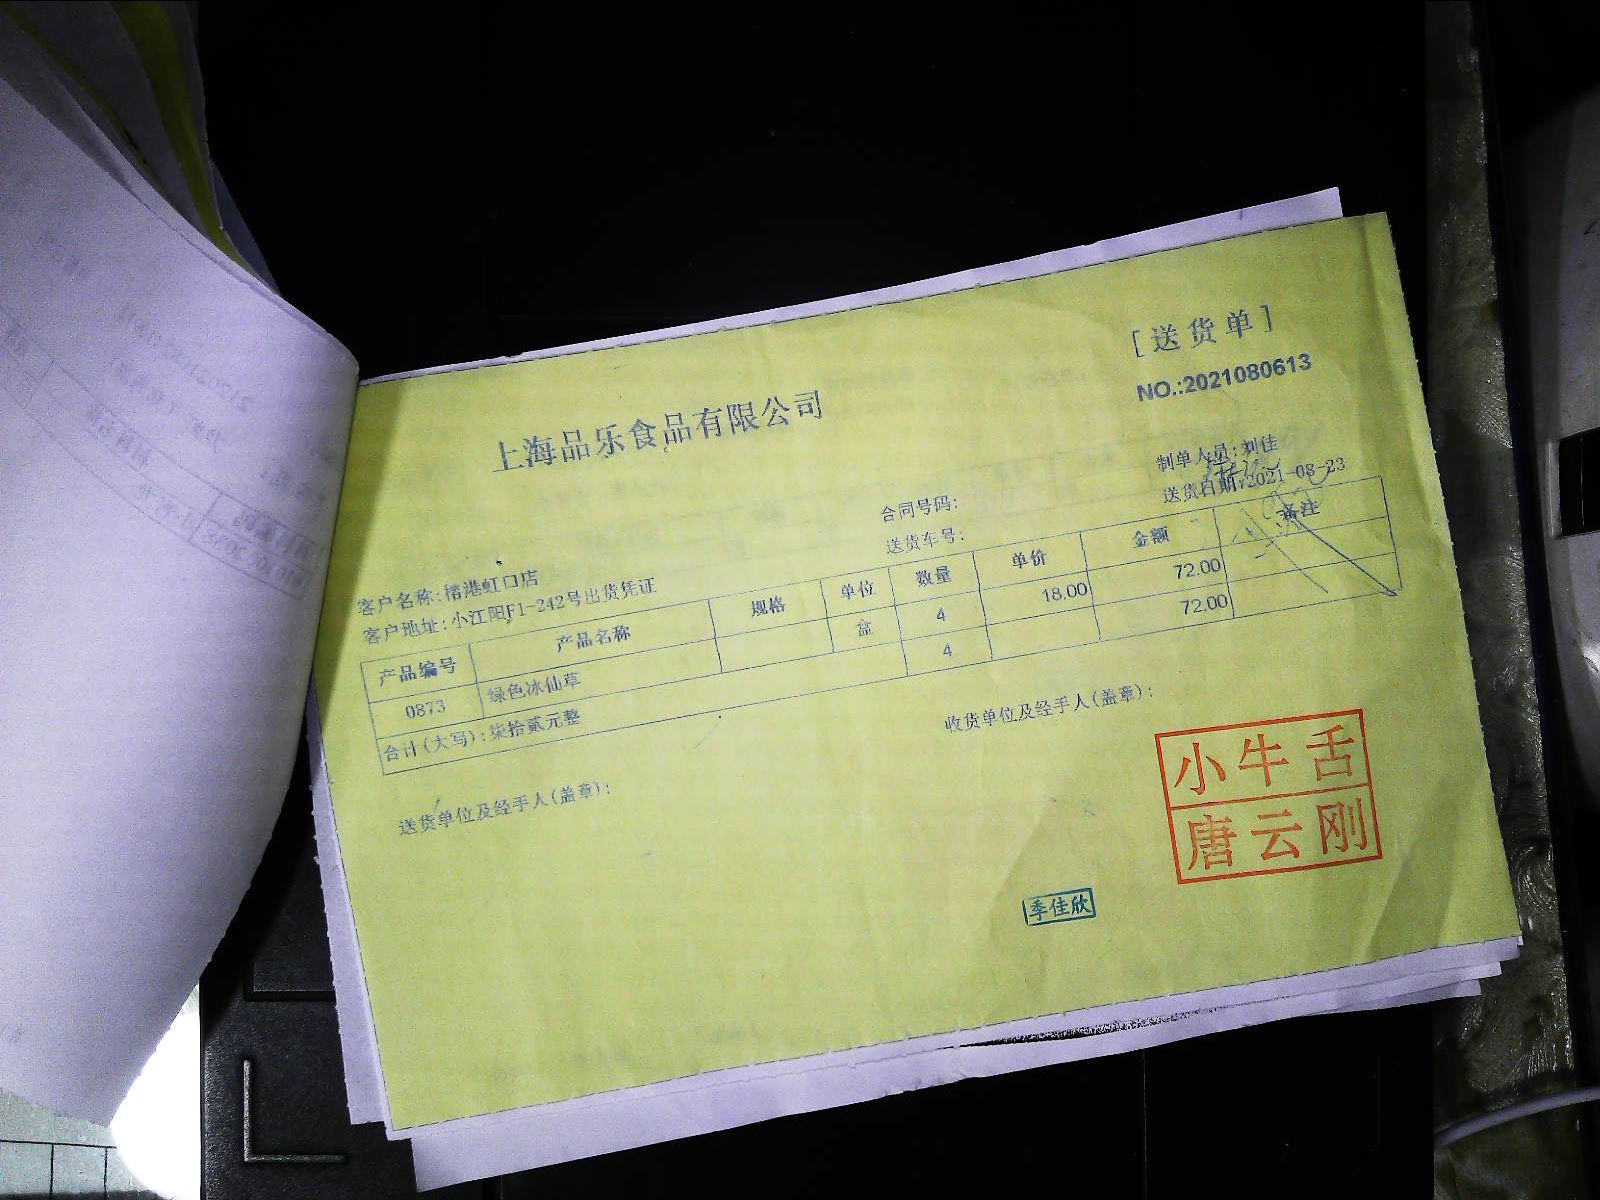 [送货单]
NO.:2021080613
上海品乐食品有限公司
制单人员:刘佳
合同号码:
送货日期:2021-08-23
客户名称:楷港虹口店
送货车号:
客户地址:小江阳F1-242号出货凭证
产品编号 产品名称 规格 单位 数量 单价 金额 备注
0873 绿色冰仙草 盒 4 18.00 72.00
合计(大写):柒拾贰元整 4 72.00
收货单位及经手人(盖章):
送货单位及经手人(盖章):
小牛舌
唐云刚
季佳欣